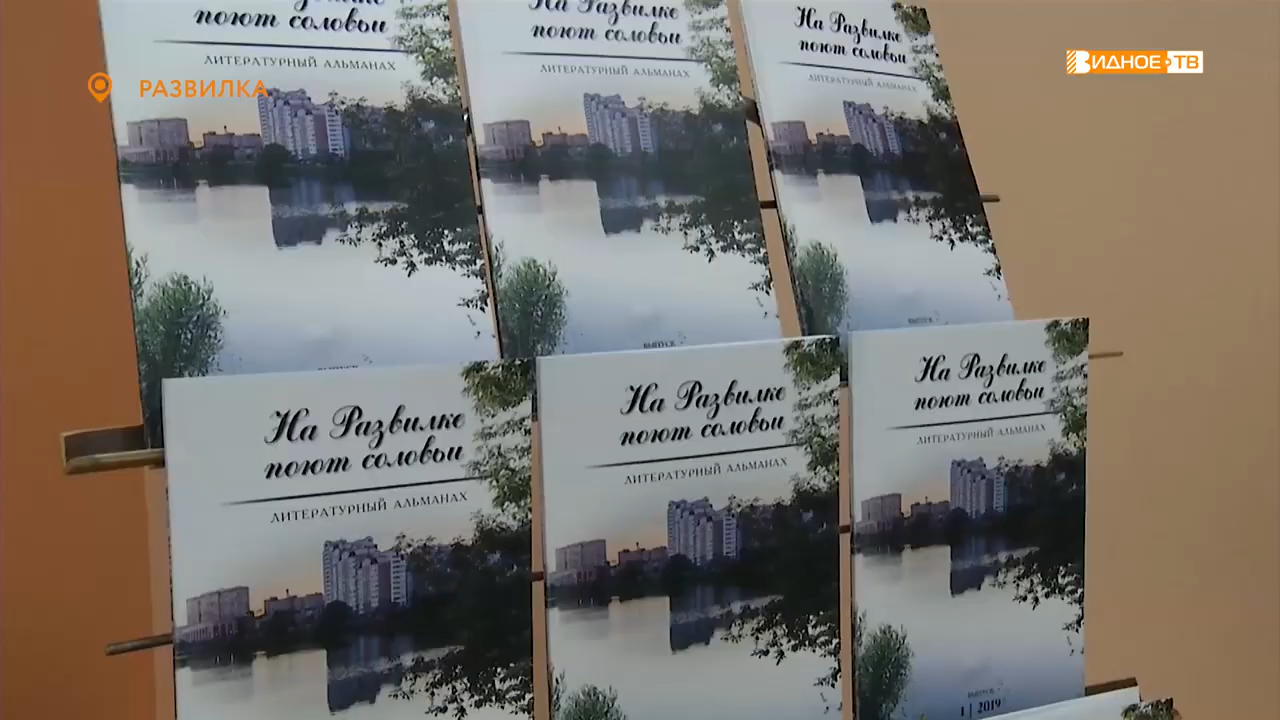 поют соловьи
ЛИТЕРАТУРНЫЙ АЛЬМАНАХ
На Развилке
поют соловьи
ЛИТЕРАТУРНЫЙ АЛЬМАНАХ
ВЫПУСК
На Развилке
поют соловьи
ЛИТЕРАТУРНЫЙ АЛЬМАНАХ
ВЫПУСК
РАЗВИЛКА
ВИДНОЕ-ТВ
На Развилке
поют соловьи
ЛИТЕРАТУРНЫЙ АЛЬМАНАХ
На Развилке
поют соловьи
ЛИТЕРАТУРНЫЙ АЛЬМАНАХ
На Развилке
поют соловьи
ЛИТЕРАТУРНЫЙ АЛЬМАНАХ
ВЫПУСК
1 | 2019